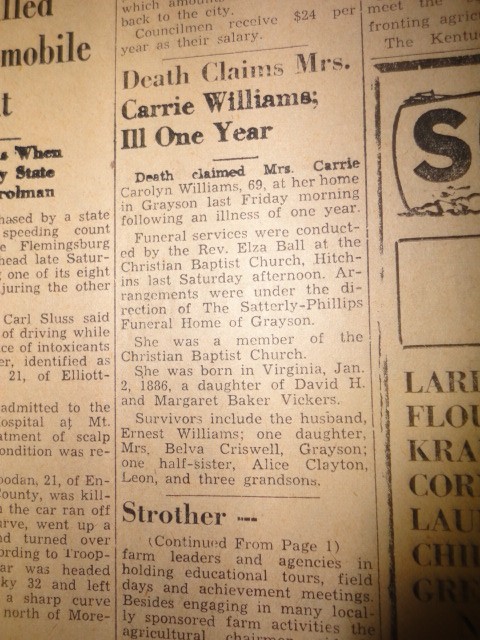 lled
mobile
t
s When
y State
rolman
hased by a state
speeding count
e Flemingsburg
head late Satur-
one of its eight
juring the other
Carl Sluss said
of driving while
ce of intoxicants
er, identified as
21, of Elliott-
admitted to the
ospital at Mt.
atment of scalp
ondition was re-
oodan, 21, of En-
County, was kill-
n the car ran off
urve, went up a
nd turned over
ording to Troop-
ar was headed
ky 32 and left
a sharp curve
north of More-
back to the city.
Councilmen receive $24 per
year as their salary.
Death Claims Mrs.
Carrie Williams;
Ill One Year
Death claimed Mrs. Carrie
Carolyn Williams, 69, at her home
in Grayson last Friday morning
following an illness of one year.
Funeral services were conduct-
ed by the Rev. Elza Ball at the
Christian Baptist Church, Hitch-
ins last Saturday afternoon. Ar-
rangements were under the di-
rection of The Satterly-Phillips
Funeral Home of Grayson.
She was a member of the
Christian Baptist Church.
She was born in Virginia, Jan.
2, 1886, a daughter of David H.
and Margaret Baker Vickers.
Survivors include the husband,
Ernest Williams; one daughter,
Mrs. Belva Criswell, Grayson;
one half-sister, Alice Clayton,
Leon, and three grandsons.
Strother --
(Continued From Page 1)
farm leaders and agencies in
holding educational tours, field
days and achievement meetings.
Besides engaging in many local-
ly sponsored farm activities the
agricultural
meet the
fronting agric
The Kentu
S
LARD
FLOU
KRA
COR
LAU
CHI
GR